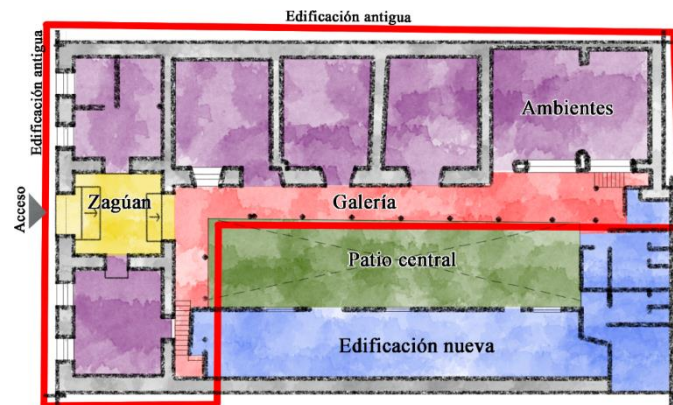 Edificación antigua
Edificación antigua
Ambientes
Acceso
Zagúan
Galería
Patio central
Edificación nueva